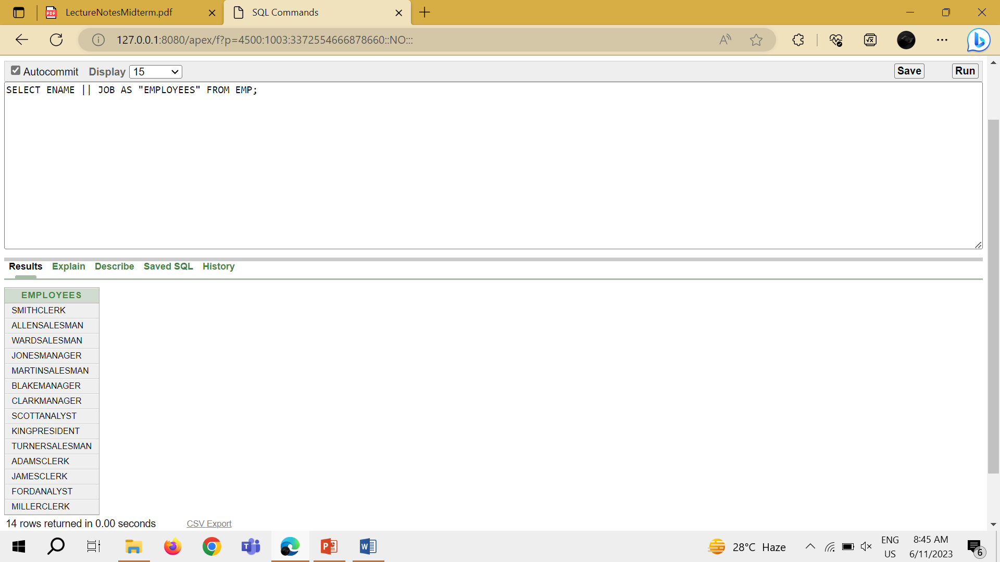 LectureNotesMidterm.pdf
SQL Commands
127.0.0.1:8080/apex/f?p=4500:1003:3372554666878660::NO:::
Autocommit Display 15 Save Run
SELECT ENAME || JOB AS "EMPLOYEES" FROM EMP;
Results Explain Describe Saved SQL History
EMPLOYEES
SMITHCLERK
ALLENSALESMAN
WARDSALESMAN
JONESMANAGER
MARTINSALESMAN
BLAKEMANAGER
CLARKMANAGER
SCOTTANALYST
KINGPRESIDENT
TURNERSALESMAN
ADAMSCLERK
JAMESCLERK
FORDANALYST
MILLERCLERK
14 rows returned in 0.00 seconds CSV Export
28°C Haze
ENG
US
8:45 AM
6/11/2023
6